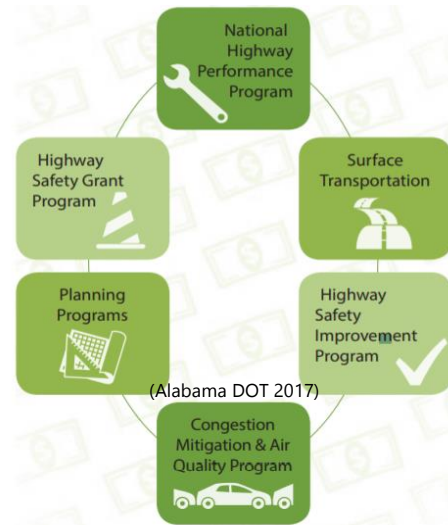 National
Highway
Performance
Program
Highway
Safety Grant
Program
Surface
Transportation
Planning
Programs
Highway
Safety
Improvement
Program
(Alabama DOT 2017)
Congestion
Mitigation & Air
Quality Program